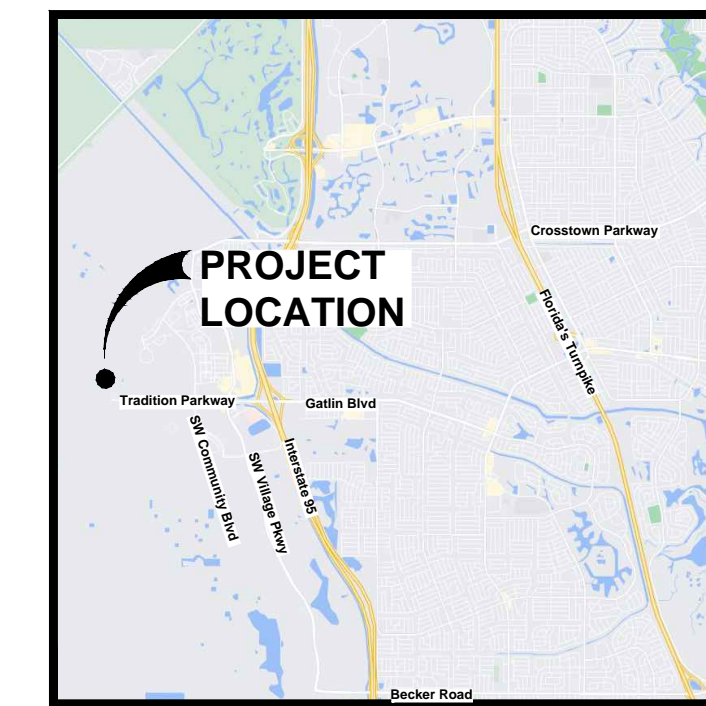 Crosstown Parkway
PROJECT
LOCATION
Florida's Turnpike
Tradition Parkway
Gatlin Blvd
SW Community Blvd
SW Village Pkwy
Interstate 95
Becker Road